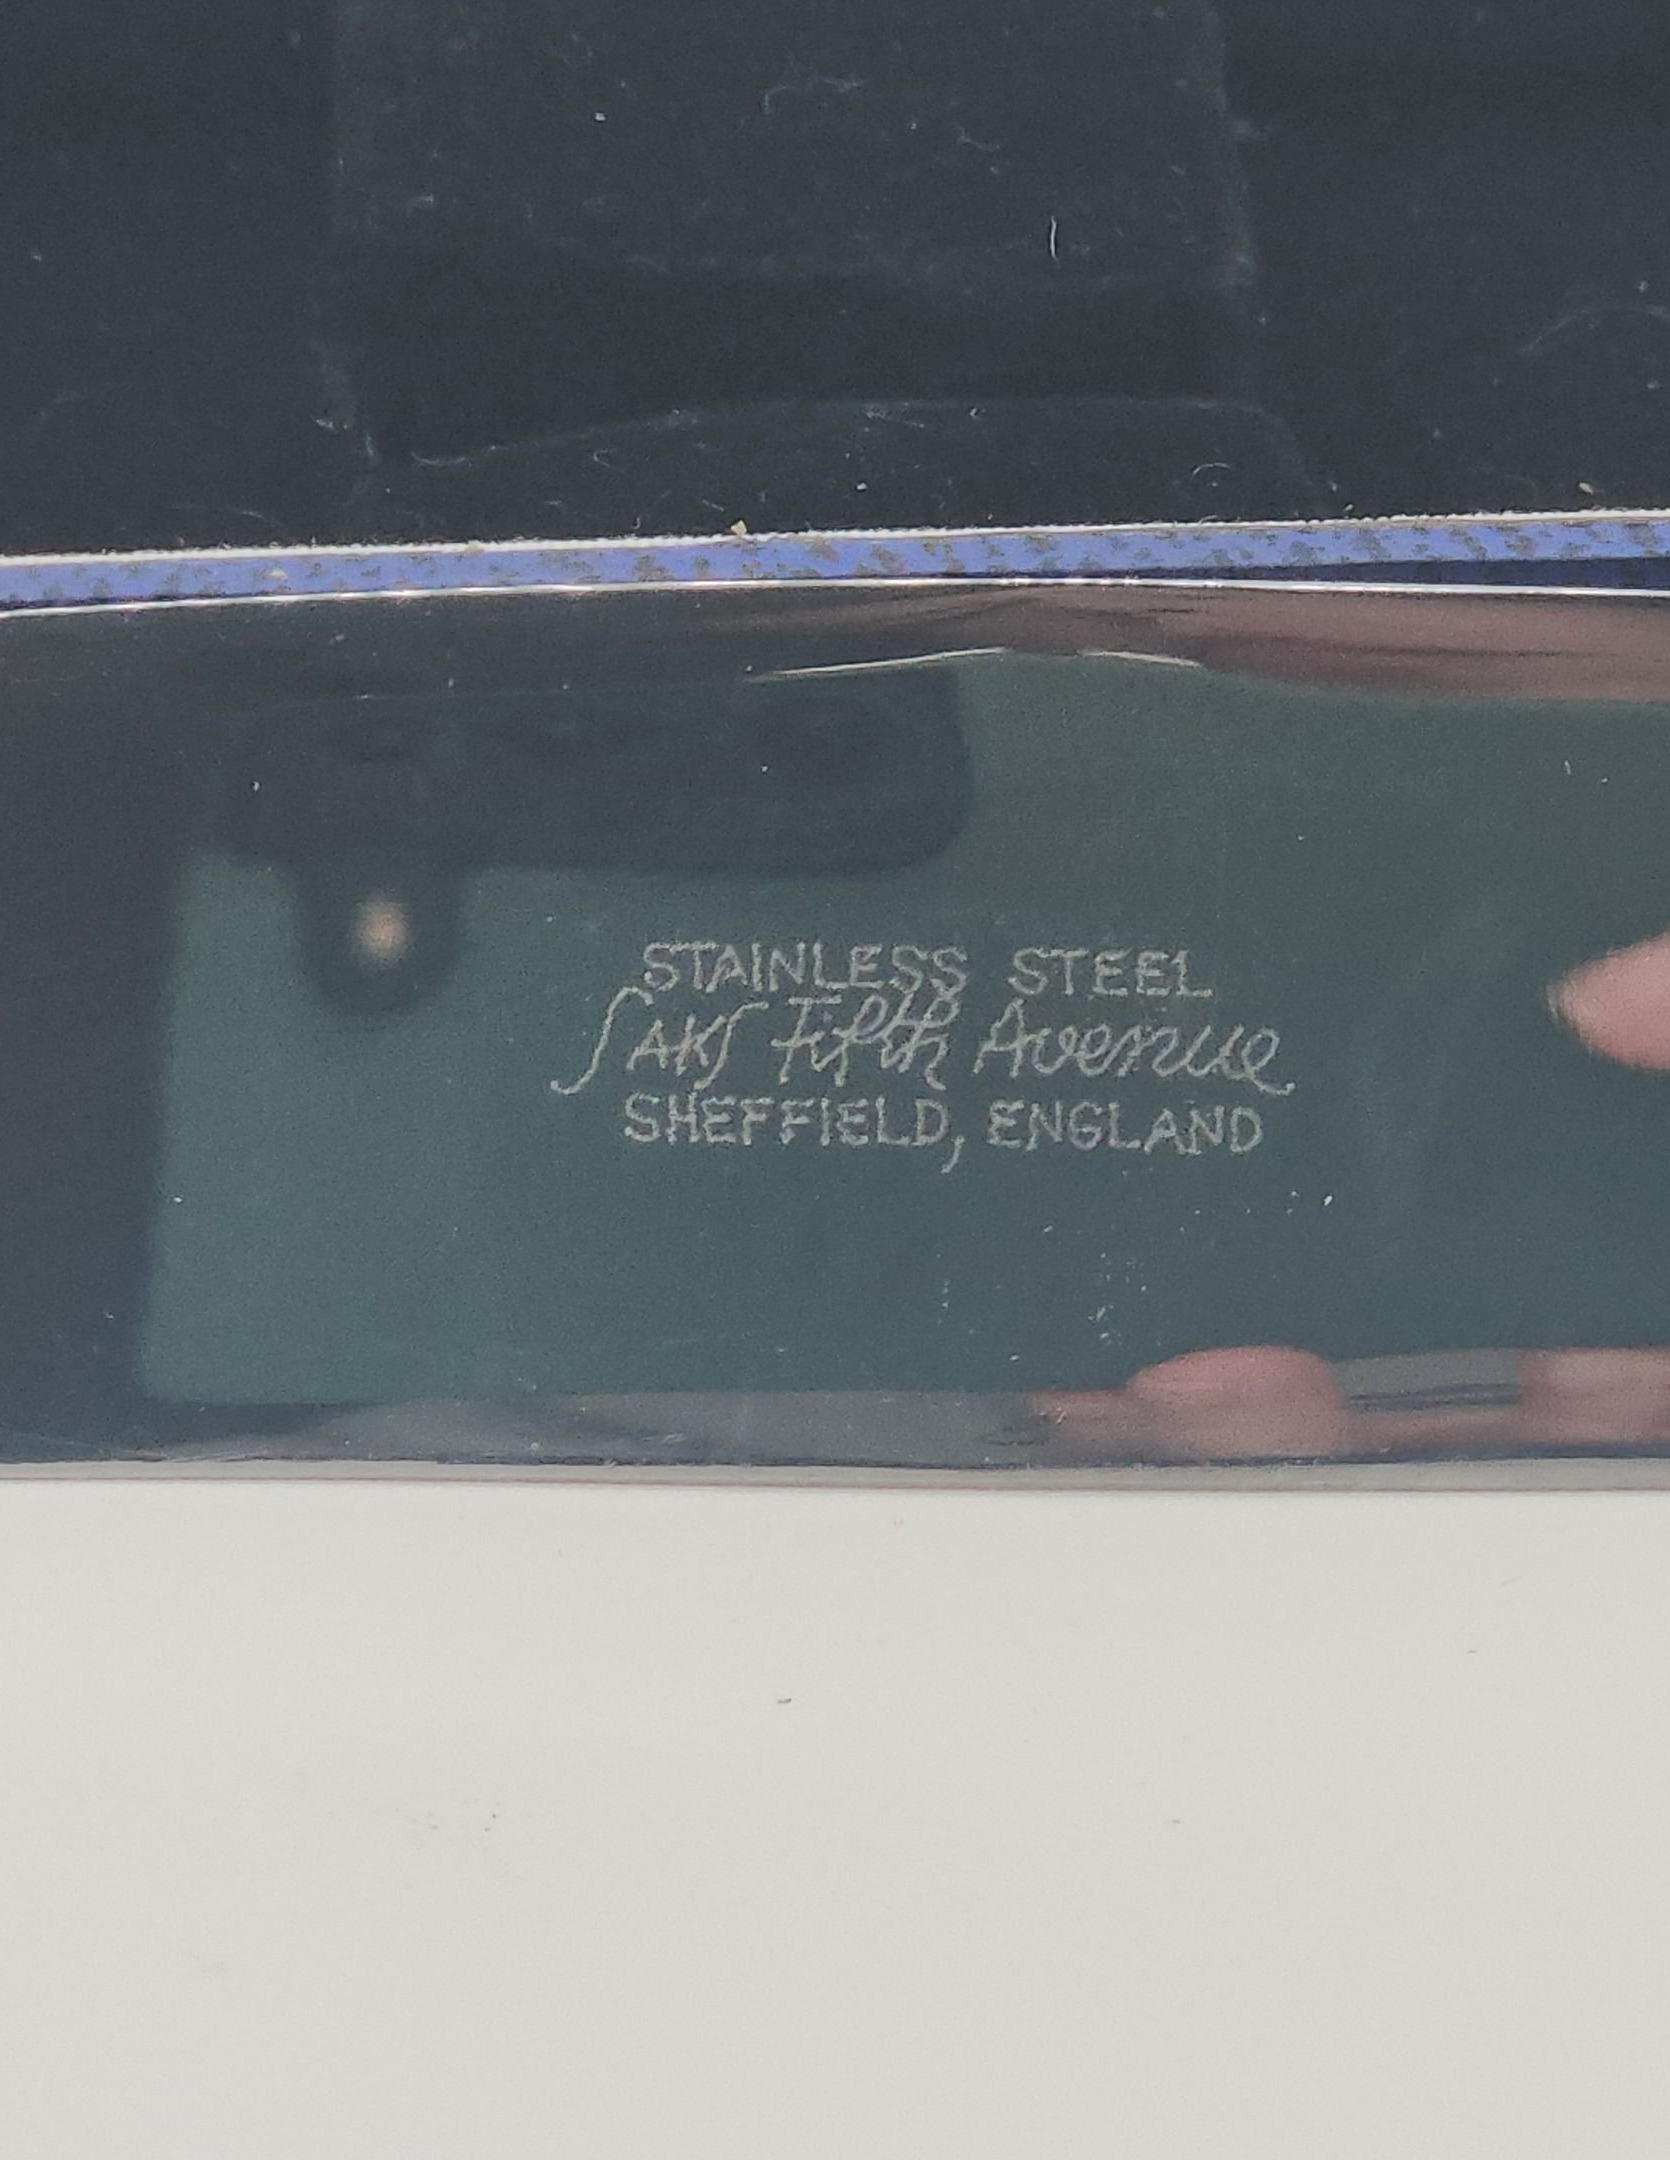 STAINLESS STEEL
SAKS Fifth Avenue
SHEFFIELD, ENGLAND